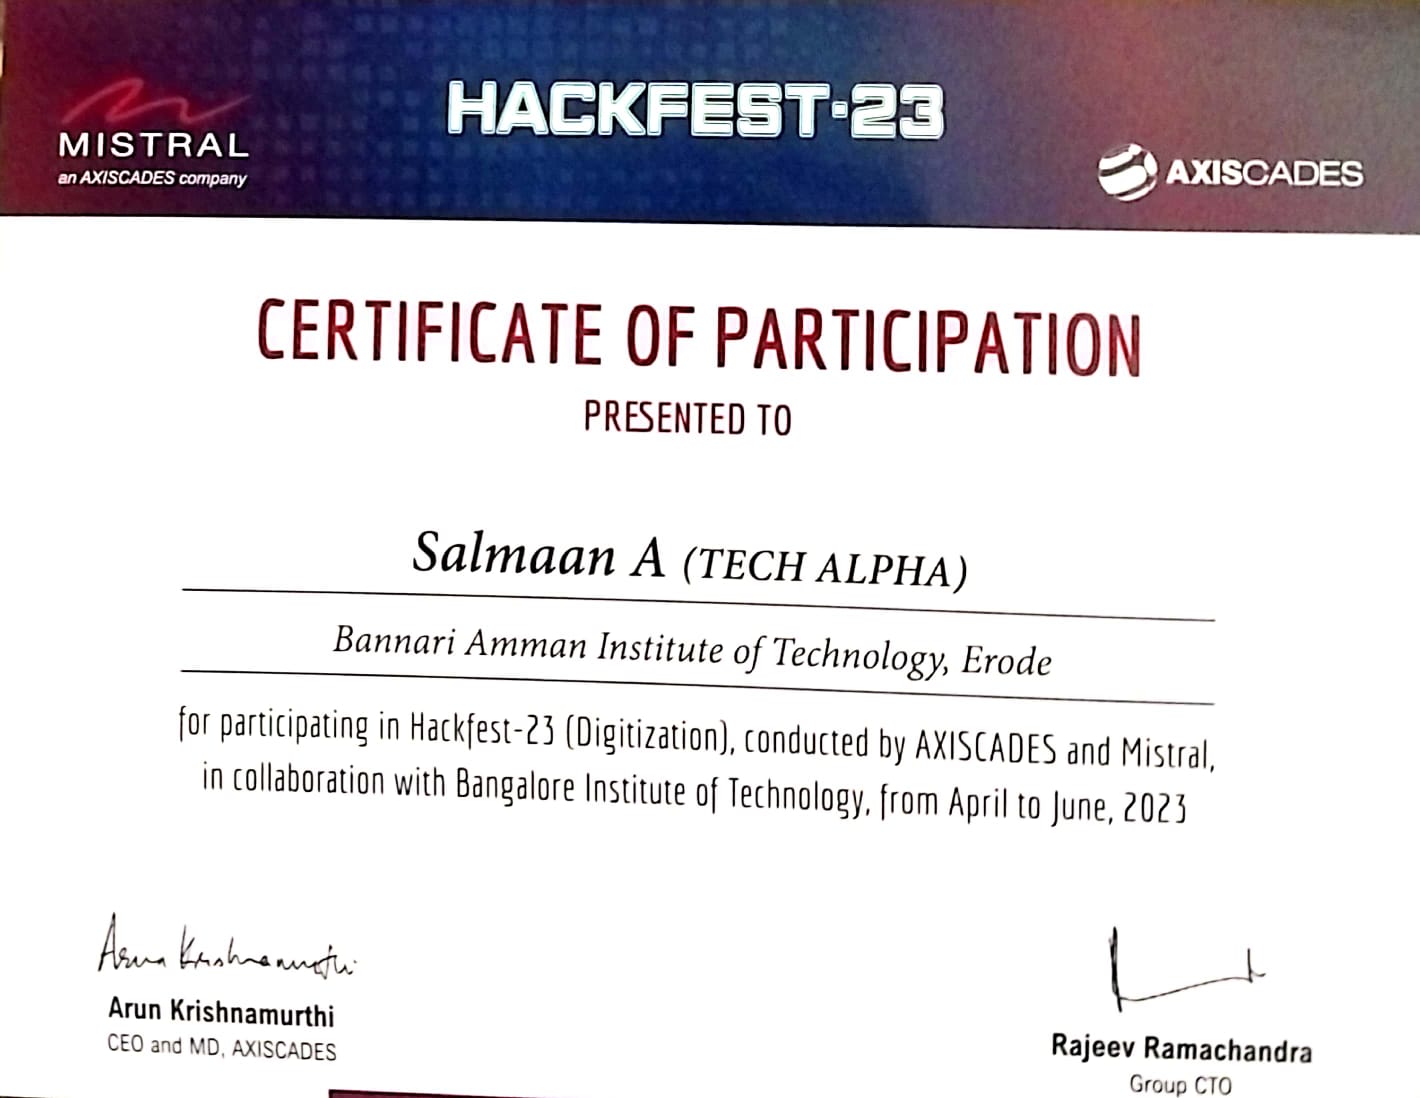 HACKFEST-23
MISTRAL
an AXISCADES company
AXISCADES
CERTIFICATE OF PARTICIPATION
PRESENTED TO
Salmaan A (TECH ALPHA)
Bannari Amman Institute of Technology, Erode
for participating in Hackfest-23 (Digitization), conducted by AXISCADES and Mistral,
in collaboration with Bangalore Institute of Technology, from April to June, 2023
Arun Krishnamurthi
Arun Krishnamurthi
CEO and MD, AXISCADES
Rajeev Ramachandra
Group CTO